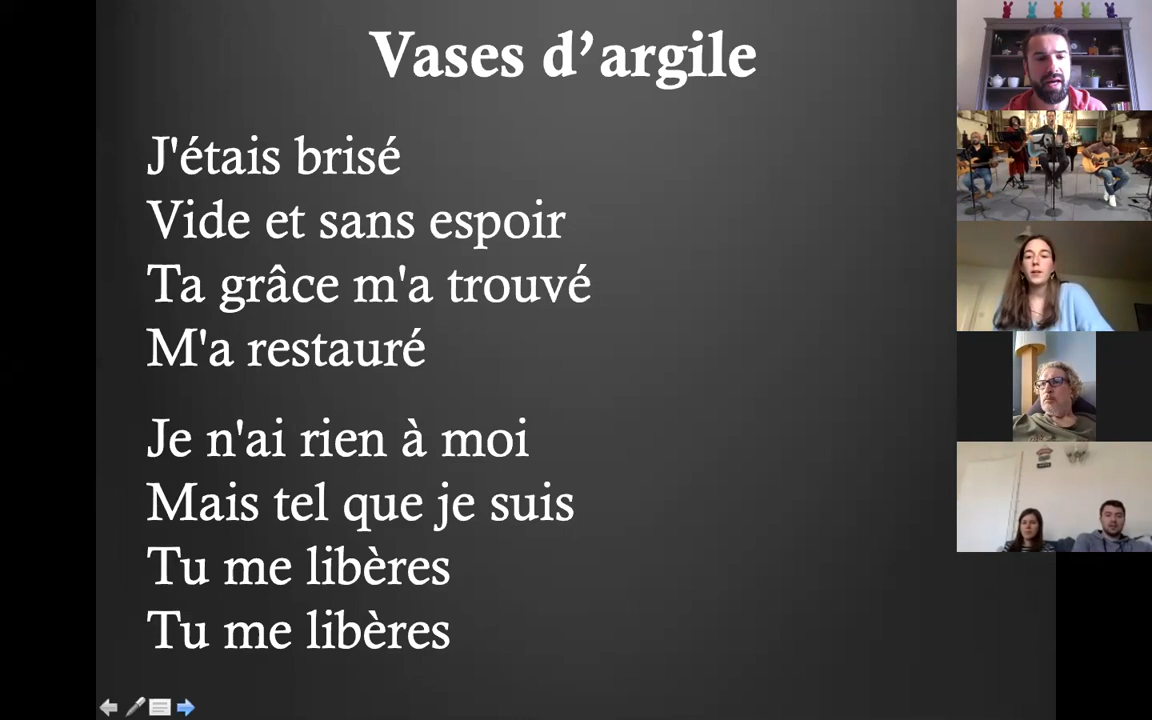 Vases d’argile
J'étais brisé
Vide et sans espoir
Ta grâce m'a trouvé
M'a restauré
Je n'ai rien à moi
Mais tel que je suis
Tu me libères
Tu me libères